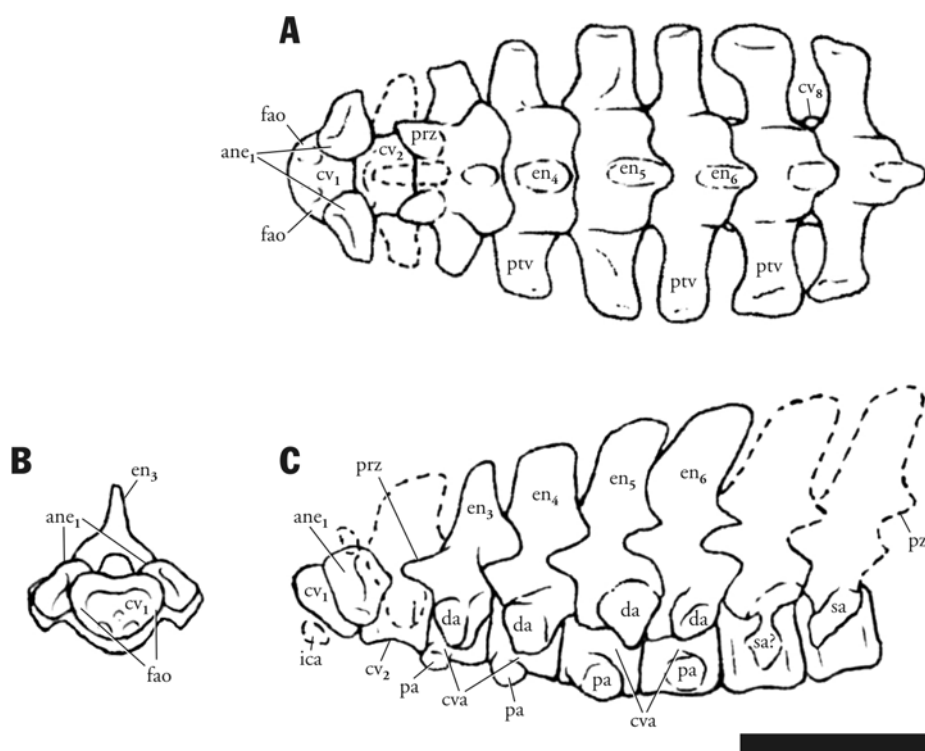 A
fao
ane1
cv1
fao
cv2
prz
en4
en5
en6
cv8
ptv
ptv
ptv
B
en3
ane1
cv1
fao
C
prz
ane1
cv1
ica
cv2
en3
en4
en5
en6
pz
da
da
da
da
sa?
sa
pa
cva
pa
pa
cva
pa